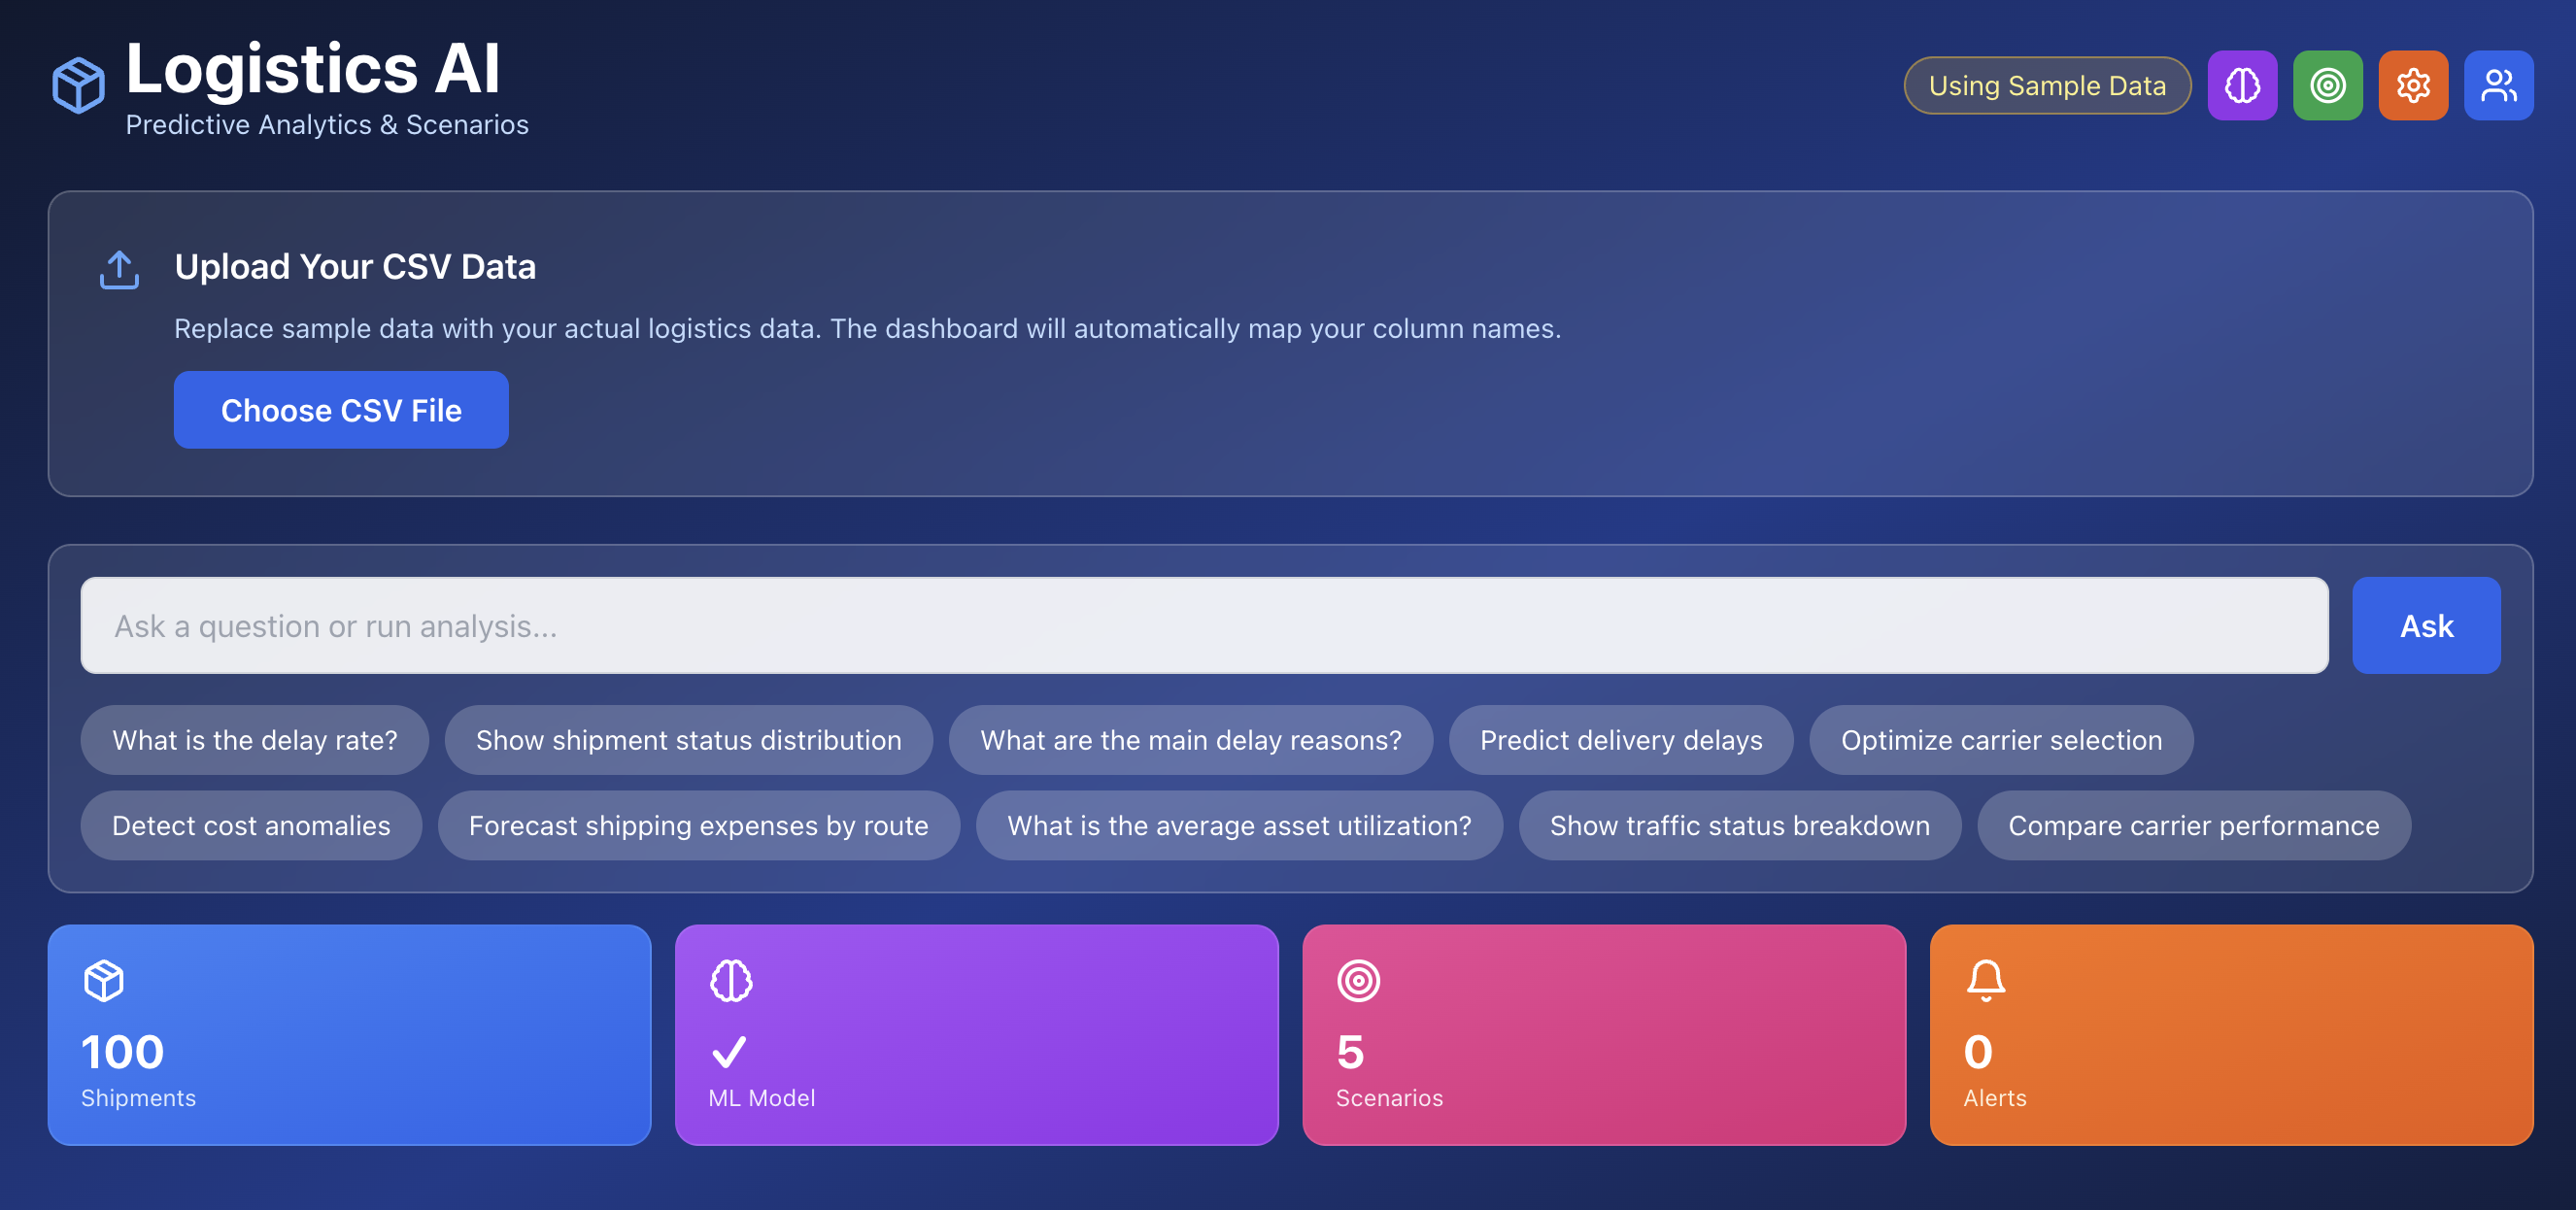 Logistics AI
Predictive Analytics & Scenarios
Using Sample Data
Upload Your CSV Data
Replace sample data with your actual logistics data. The dashboard will automatically map your column names.
Choose CSV File
Ask a question or run analysis...
Ask
What is the delay rate?
Show shipment status distribution
What are the main delay reasons?
Predict delivery delays
Optimize carrier selection
Detect cost anomalies
Forecast shipping expenses by route
What is the average asset utilization?
Show traffic status breakdown
Compare carrier performance
100
Shipments
✓
ML Model
5
Scenarios
0
Alerts